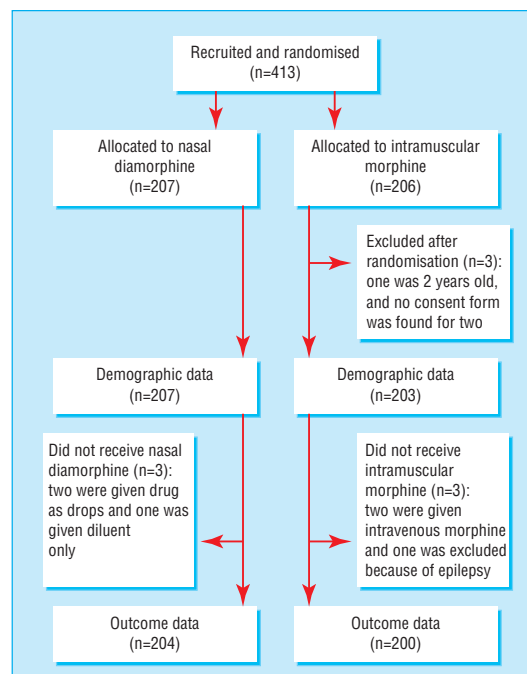 Recruited and randomised
(n=413)
Allocated to nasal
diamorphine
(n=207)
Allocated to intramuscular
morphine
(n=206)
Excluded after
randomisation (n=3):
one was 2 years old,
and no consent form
was found for two
Demographic data
(n=207)
Demographic data
(n=203)
Did not receive nasal
diamorphine (n=3):
two were given drug
as drops and one was
given diluent
only
Did not receive
intramuscular
morphine (n=3):
two were given
intravenous morphine
and one was excluded
because of epilepsy
Outcome data
(n=204)
Outcome data
(n=200)